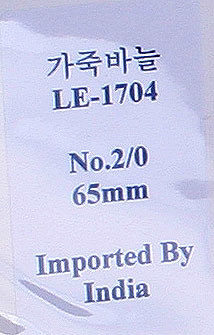 가죽바늘
LE-1704
No.2/0
65mm
Imported By
India